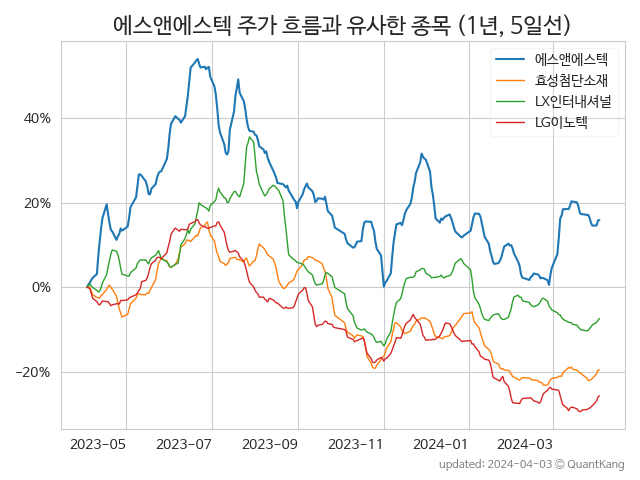 에스앤에스텍 주가 흐름과 유사한 종목 (1년, 5일선)
에스앤에스텍
효성첨단소재
LX인터내셔널
LG이노텍
40%
20%
0%
−20%
2023-05 2023-07 2023-09 2023-11 2024-01 2024-03
updated: 2024-04-03 © QuantKang